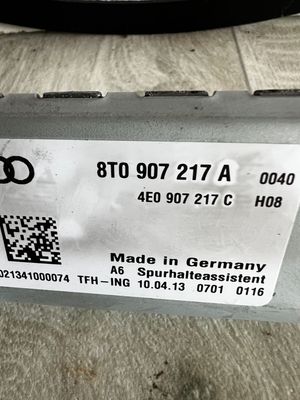 8T0 907 217 A 0040
4E0 907 217 C H08
Made in Germany
A6 Spurhalteassistent
021341000074 TFH-ING 10.04.13 0701 0116